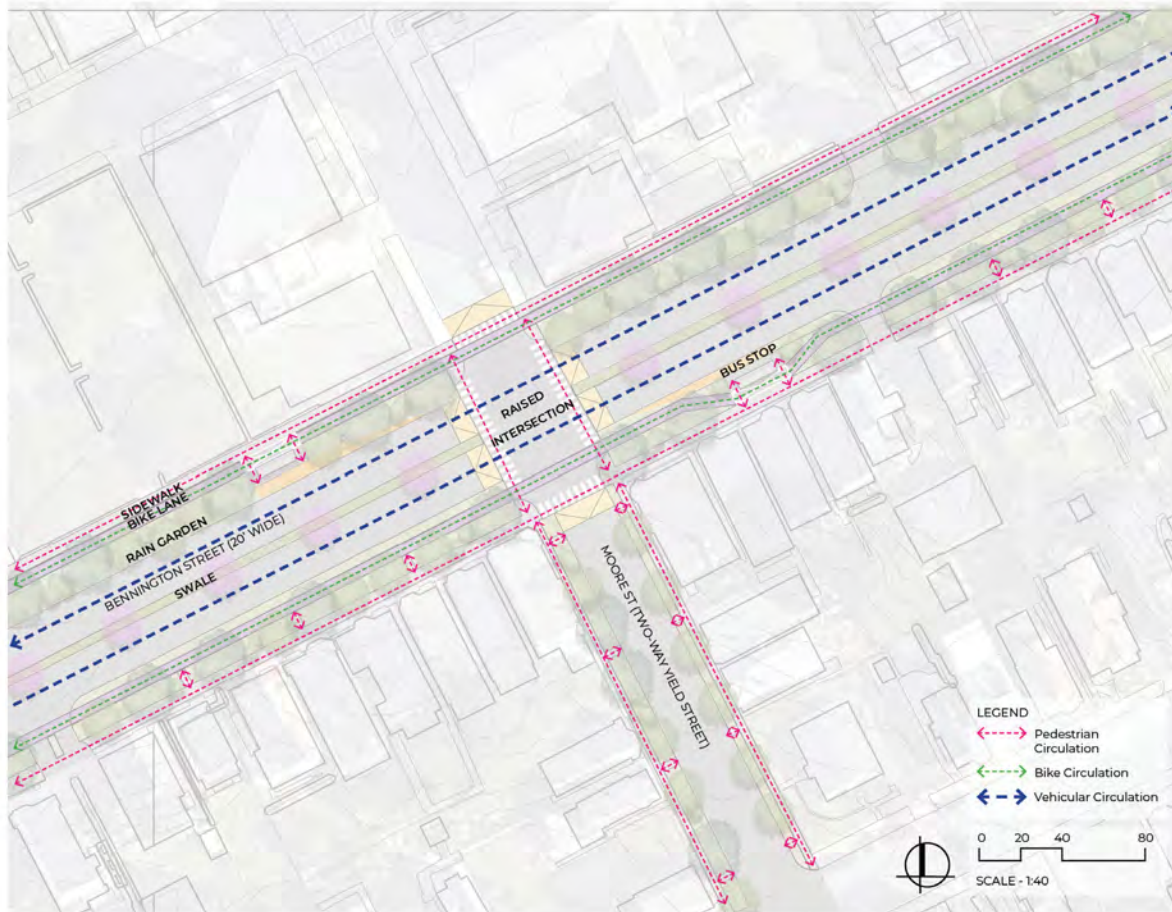 BUS STOP
RAISED
INTERSECTION
SIDEWALK
BIKE LANE
RAIN GARDEN
BENNINGTON STREET (20' WIDE)
SWALE
MOORE ST (TWO-WAY YIELD STREET)
LEGEND
Pedestrian
Circulation
Bike Circulation
Vehicular Circulation
0 20 40 80
SCALE - 1:40